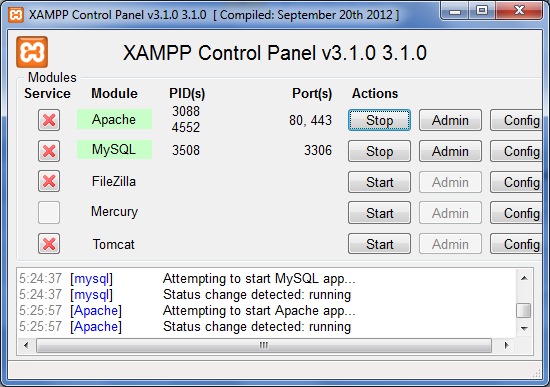 XAMPP Control Panel v3.1.0 3.1.0 [ Compiled: September 20th 2012 ]
XAMPP Control Panel v3.1.0 3.1.0
Modules
Service Module PID(s) Port(s) Actions
Apache 3088 4552 80, 443 Stop Admin Config
MySQL 3508 3306 Stop Admin Config
FileZilla Start Admin Config
Mercury Start Admin Config
Tomcat Start Admin Config
5:24:37 [mysql] Attempting to start MySQL app...
5:24:37 [mysql] Status change detected: running
5:25:57 [Apache] Attempting to start Apache app...
5:25:57 [Apache] Status change detected: running